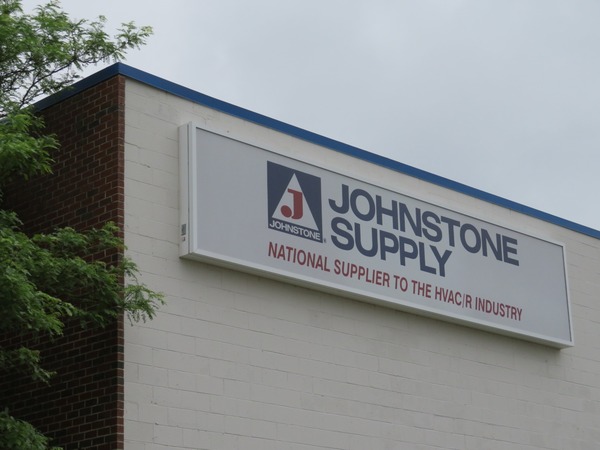 J
JOHNSTONE
JOHNSTONE
SUPPLY
NATIONAL SUPPLIER TO THE HVAC/R INDUSTRY